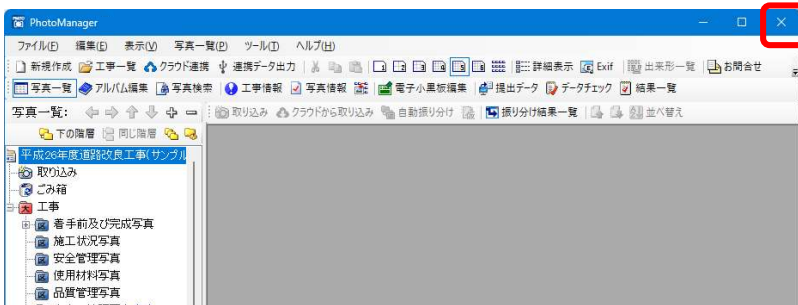 PhotoManager
ファイル(F) 編集(E) 表示(V) 写真一覧(P) ツール(T) ヘルプ(H)
新規作成 工事一覧 クラウド連携 連携データ出力 詳細表示 Exif 出来形一覧 お問合せ
写真一覧 アルバム編集 写真検索 工事情報 写真情報 電子小黒板編集 提出データ データチェック 結果一覧
写真一覧: 取り込み クラウドから取り込み 自動振り分け 振り分け結果一覧 並べ替え
下の階層 同じ階層
平成26年度道路改良工事(サンプル
取り込み
ごみ箱
工事
着手前及び完成写真
施工状況写真
安全管理写真
使用材料写真
品質管理写真